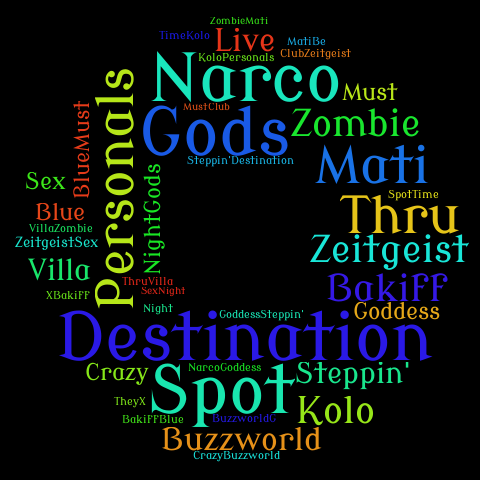 ZombieMati
TimeKolo
Live
MatiBe
ClubZeitgeist
KoloPersonals
Narco
Must
MustClub
Personals
BlueMust
Gods
Zombie
Steppin'Destination
Mati
NightGods
Sex
SpotTime
Blue
Thru
VillaZombie
ZeitgeistSex
Zeitgeist
Villa
Bakiff
XBakiff
ThruVilla
SexNight
Night
Goddess
GoddessSteppin'
Destination
Crazy
NarcoGoddess
Spot
Steppin'
TheyX
Kolo
BakiffBlue
BuzzworldG
Buzzworld
CrazyBuzzworld